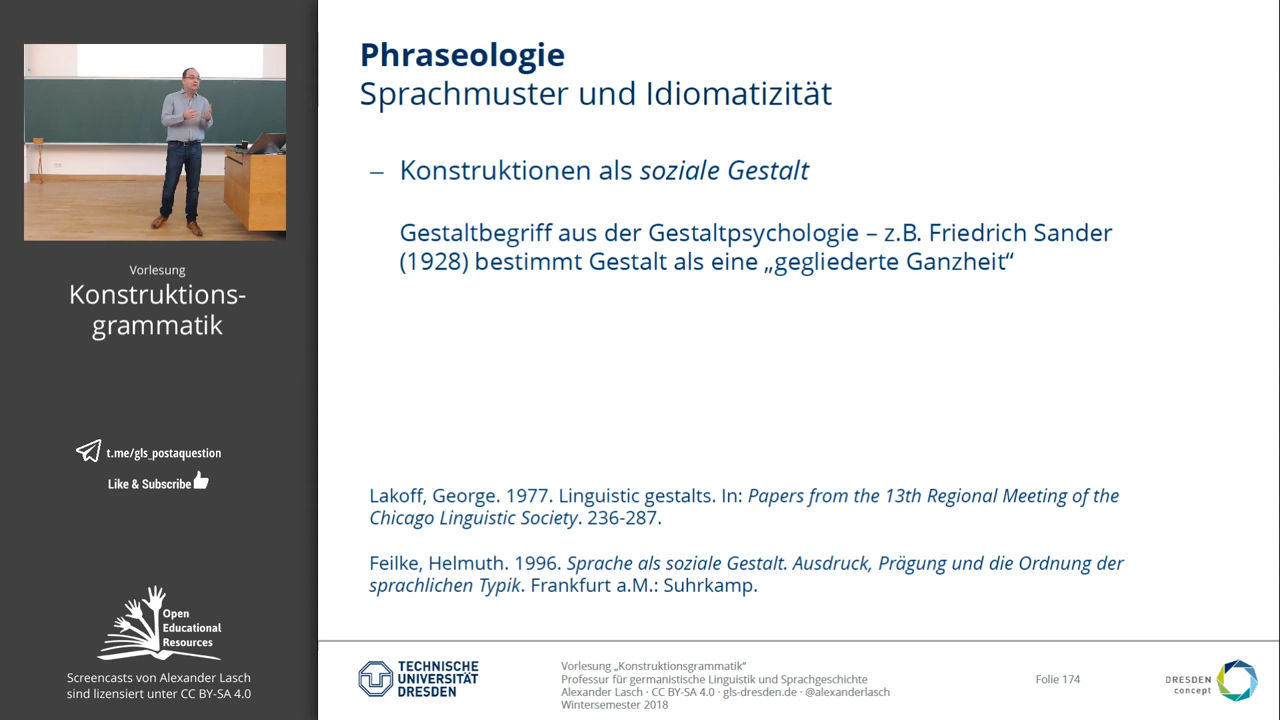 Vorlesung
Konstruktions-
grammatik
t.me/gls_postaquestion
Like & Subscribe
Open
Educational
Resources
Screencasts von Alexander Lasch
sind lizensiert unter CC BY-SA 4.0
Phraseologie
Sprachmuster und Idiomatizität
– Konstruktionen als soziale Gestalt
Gestaltbegriff aus der Gestaltpsychologie – z.B. Friedrich Sander
(1928) bestimmt Gestalt als eine „gegliederte Ganzheit“
Lakoff, George. 1977. Linguistic gestalts. In: Papers from the 13th Regional Meeting of the
Chicago Linguistic Society. 236-287.
Feilke, Helmuth. 1996. Sprache als soziale Gestalt. Ausdruck, Prägung und die Ordnung der
sprachlichen Typik. Frankfurt a.M.: Suhrkamp.
TECHNISCHE
UNIVERSITÄT
DRESDEN
Vorlesung „Konstruktionsgrammatik“
Professur für germanistische Linguistik und Sprachgeschichte
Alexander Lasch · CC BY-SA 4.0 · gls-dresden.de · @alexanderlasch
Wintersemester 2018
Folie 174
DRESDEN
concept